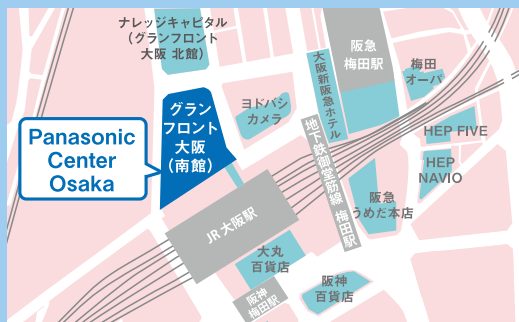 ナレッジキャピタル
（グランフロント
大阪 北館）
阪急
梅田駅
梅田
オーパ
大阪新阪急ホテル
ヨドバシ
カメラ
グラン
フロント
大阪
（南館）
Panasonic
Center
Osaka
HEP FIVE
HEP
NAVIO
地下鉄御堂筋線 梅田駅
阪急
うめだ本店
JR大阪駅
大丸
百貨店
阪神
梅田駅
阪神
百貨店